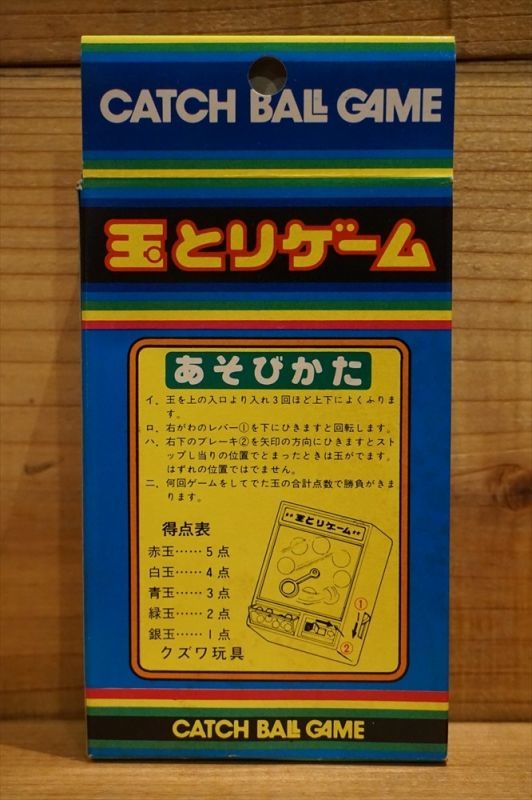 CATCH BALL GAME
玉とりゲーム
あそびかた
イ．玉を上の入口より入れ3回ほど上下によくふりま
す。
ロ．右がわのレバー①を下にひきますと回転します。
ハ．右下のブレーキ②を矢印の方向にひきますとスト
ップし当りの位置でとまったときは玉がでます。
はずれの位置ではでません。
二．何回ゲームをしてでた玉の合計点数で勝負がきま
ります。
得点表
赤玉……5点
白玉……4点
青玉……3点
緑玉……2点
銀玉……1点
クズワ玩具
玉とりゲーム
①
②
CATCH BALL GAME